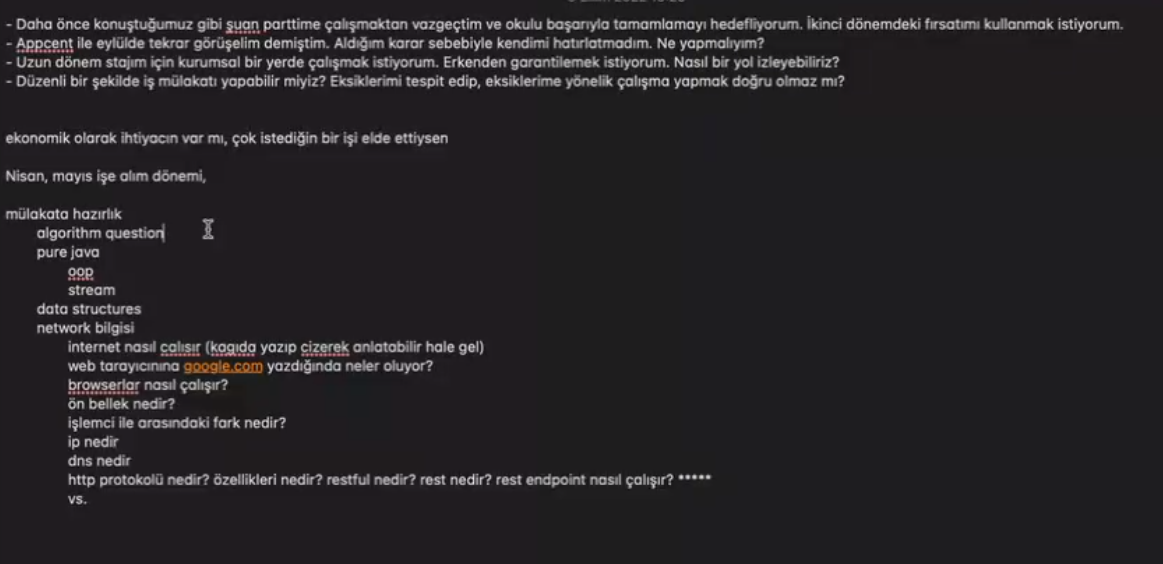 - Daha önce konuştuğumuz gibi şuan parttime çalışmaktan vazgeçtim ve okulu başarıyla tamamlamayı hedefliyorum. İkinci dönemdeki fırsatımı kullanmak istiyorum.
- Appcent ile eylülde tekrar görüşelim demiştim. Aldığım karar sebebiyle kendimi hatırlatmadım. Ne yapmalıyım?
- Uzun dönem stajım için kurumsal bir yerde çalışmak istiyorum. Erkenden garantilemek istiyorum. Nasıl bir yol izleyebiliriz?
- Düzenli bir şekilde iş mülakatı yapabilir miyiz? Eksiklerimi tespit edip, eksiklerime yönelik çalışma yapmak doğru olmaz mı?
ekonomik olarak ihtiyacın var mı, çok istediğin bir işi elde ettiysen
Nisan, mayıs işe alım dönemi,
mülakata hazırlık
algorithm question
pure java
oop
stream
data structures
network bilgisi
internet nasıl çalısır (kagıda yazıp cizerek anlatabilir hale gel)
web tarayıcınına google.com yazdığında neler oluyor?
browserlar nasıl çalışır?
ön bellek nedir?
işlemci ile arasındaki fark nedir?
ip nedir
dns nedir
http protokolü nedir? özellikleri nedir? restful nedir? rest nedir? rest endpoint nasıl çalışır? *****
vs.